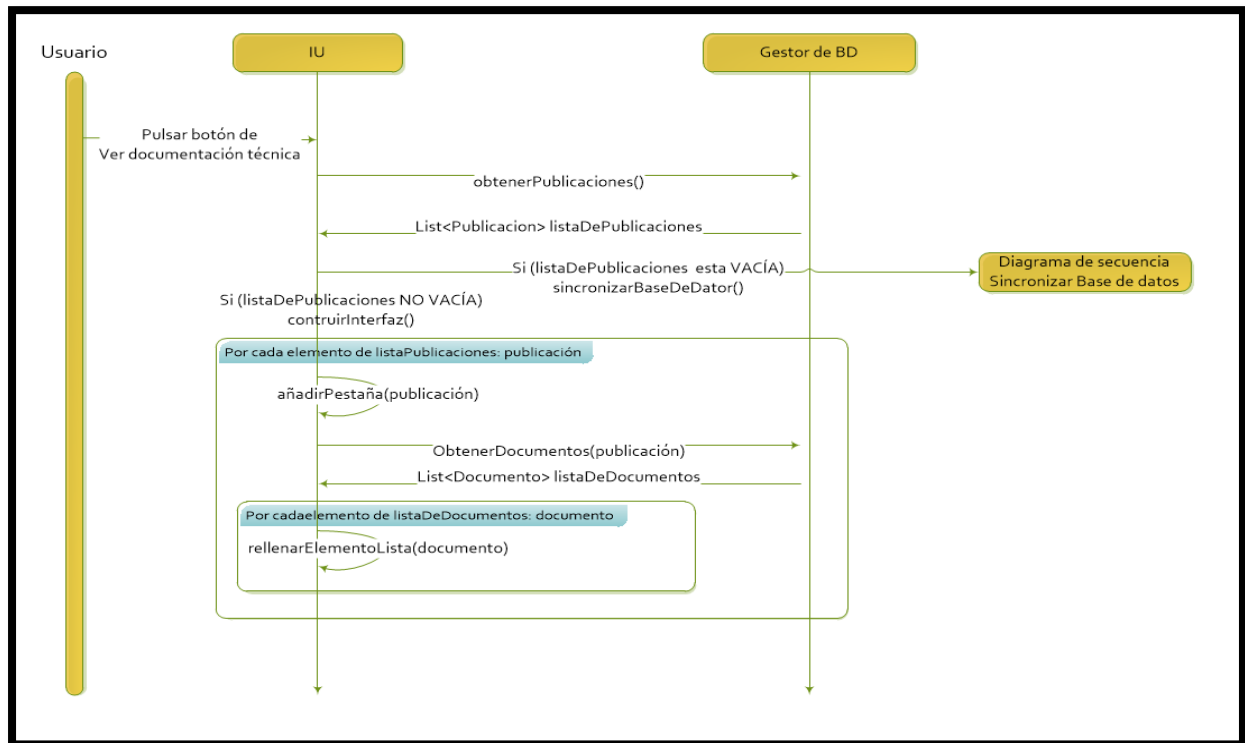 Usuario
IU
Gestor de BD
Pulsar botón de
Ver documentación técnica
obtenerPublicaciones()
List<Publicacion> listaDePublicaciones
Si (listaDePublicaciones esta VACÍA)
sincronizarBaseDeDator()
Diagrama de secuencia
Sincronizar Base de datos
Si (listaDePublicaciones NO VACÍA)
contruirInterfaz()
Por cada elemento de listaPublicaciones: publicación
añadirPestaña(publicación)
ObtenerDocumentos(publicación)
List<Documento> listaDeDocumentos
Por cadaelemento de listaDeDocumentos: documento
rellenarElementoLista(documento)